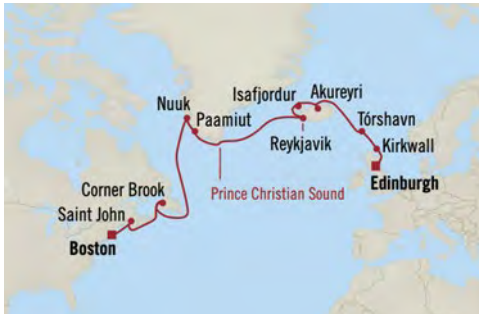 Isafjordur
Akureyri
Nuuk
Paamiut
Tórshavn
Reykjavik
Kirkwall
Prince Christian Sound
Edinburgh
Corner Brook
Saint John
Boston